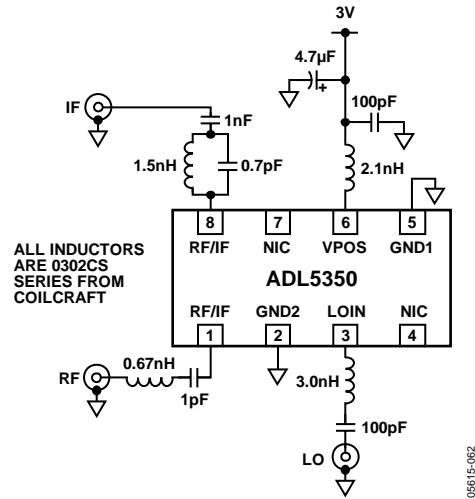 3V
4.7µF
+
100pF
IF
1nF
1.5nH
0.7pF
2.1nH
8
7
6
5
RF/IF
NIC
VPOS
GND1
ALL INDUCTORS
ARE 0302CS
SERIES FROM
COILCRAFT
ADL5350
RF/IF
GND2
LOIN
NIC
1
2
3
4
RF
0.67nH
1pF
3.0nH
100pF
LO
05615-062